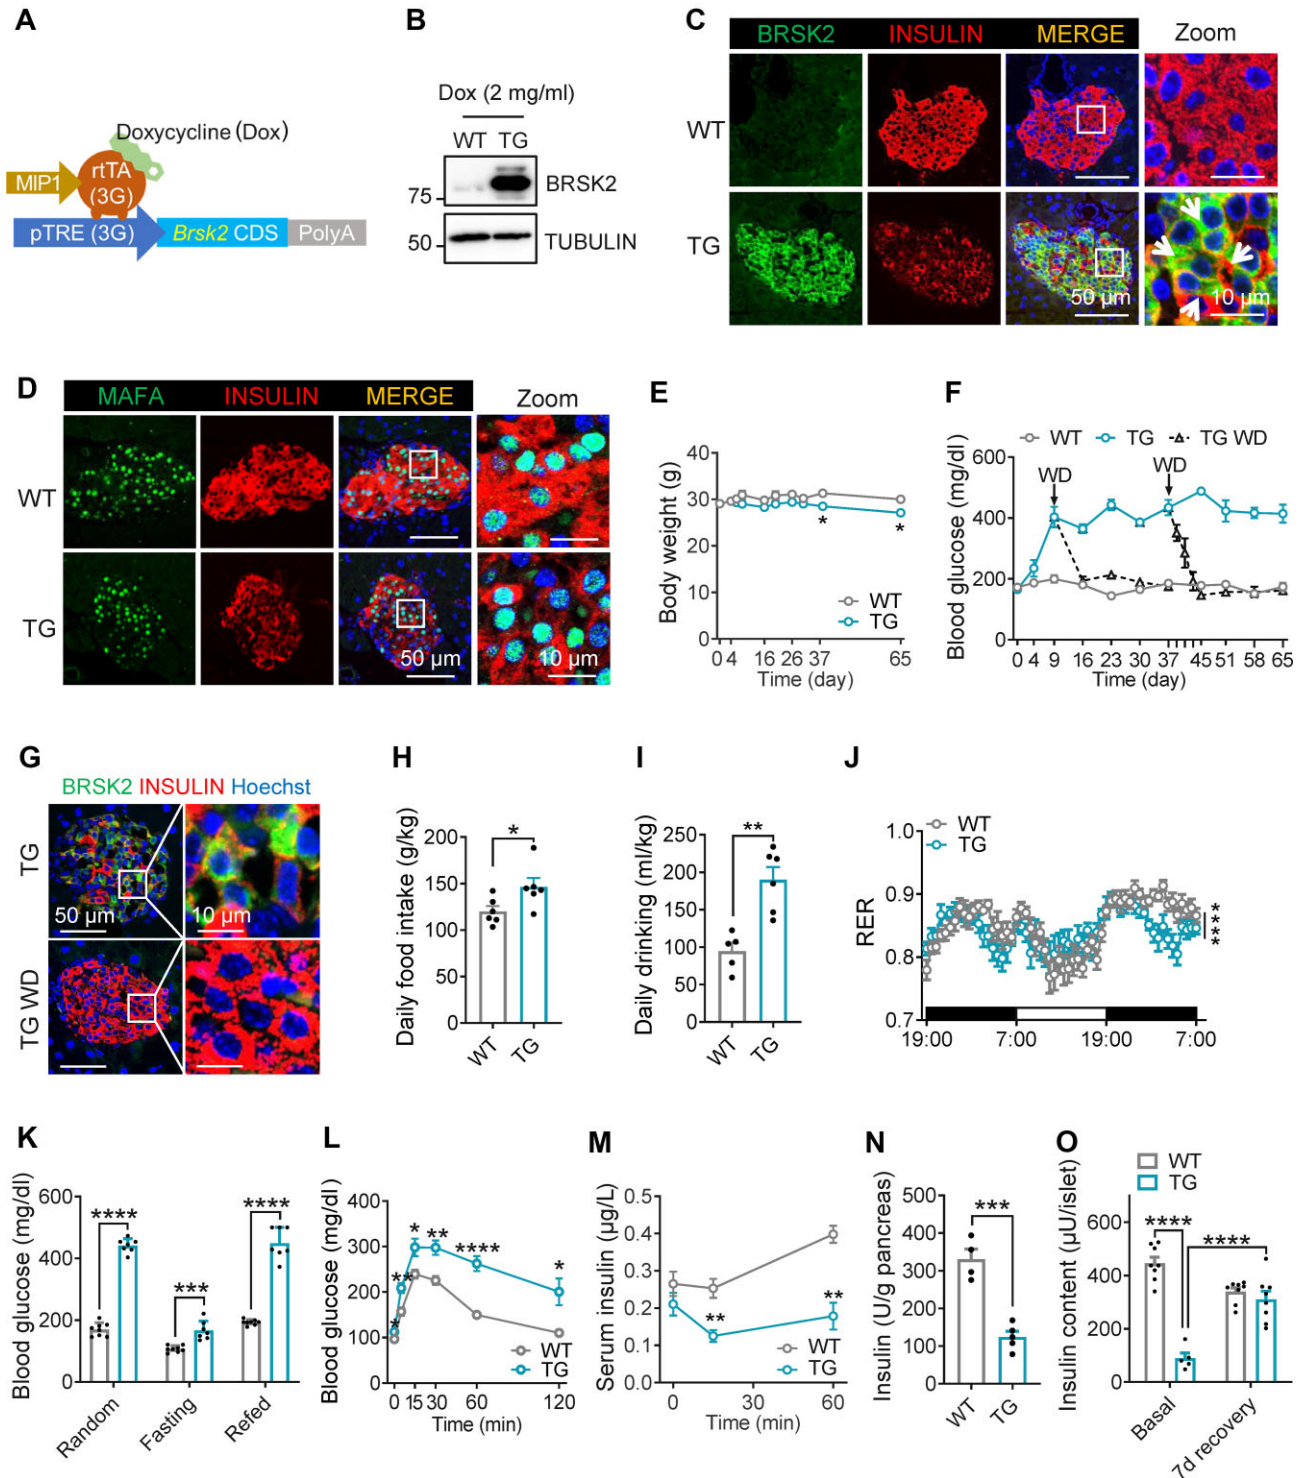 A
Doxycycline (Dox)
MIP1
rtTA
(3G)
pTRE (3G)
Brsk2 CDS
PolyA
B
Dox (2 mg/ml)
WT TG
75
BRSK2
50
TUBULIN
C
BRSK2 INSULIN MERGE Zoom
WT
TG
50 µm
10 µm
D
MAFA INSULIN MERGE Zoom
WT
TG
50 µm
10 µm
E
Body weight (g)
40
30
20
10
0
*
*
WT
TG
0 4 16 26 37 65
Time (day)
F
WT TG TG WD
Blood glucose (mg/dl)
600
400
200
0
WD
WD
0 4 9 16 23 30 37 45 51 58 65
Time (day)
G
BRSK2 INSULIN Hoechst
TG
50 µm
10 µm
TG WD
H
Daily food intake (g/kg)
200
150
100
50
0
*
WT
TG
I
Daily drinking (ml/kg)
250
200
150
100
50
0
**
WT
TG
J
RER
1.0
0.9
0.8
0.7
WT
TG
****
19:00 7:00 19:00 7:00
K
Blood glucose (mg/dl)
600
400
200
0
****
***
****
Random
Fasting
Refed
L
Blood glucose (mg/dl)
400
300
200
100
0
*
**
*
**
****
*
WT
TG
0 15 30 60 120
Time (min)
M
Serum insulin (µg/L)
0.5
0.4
0.3
0.2
0.1
0.0
**
**
WT
TG
0 30 60
Time (min)
N
Insulin (U/g pancreas)
500
400
300
200
100
0
***
WT
TG
O
WT
TG
Insulin content (µU/islet)
600
400
200
0
****
****
Basal
7d recovery